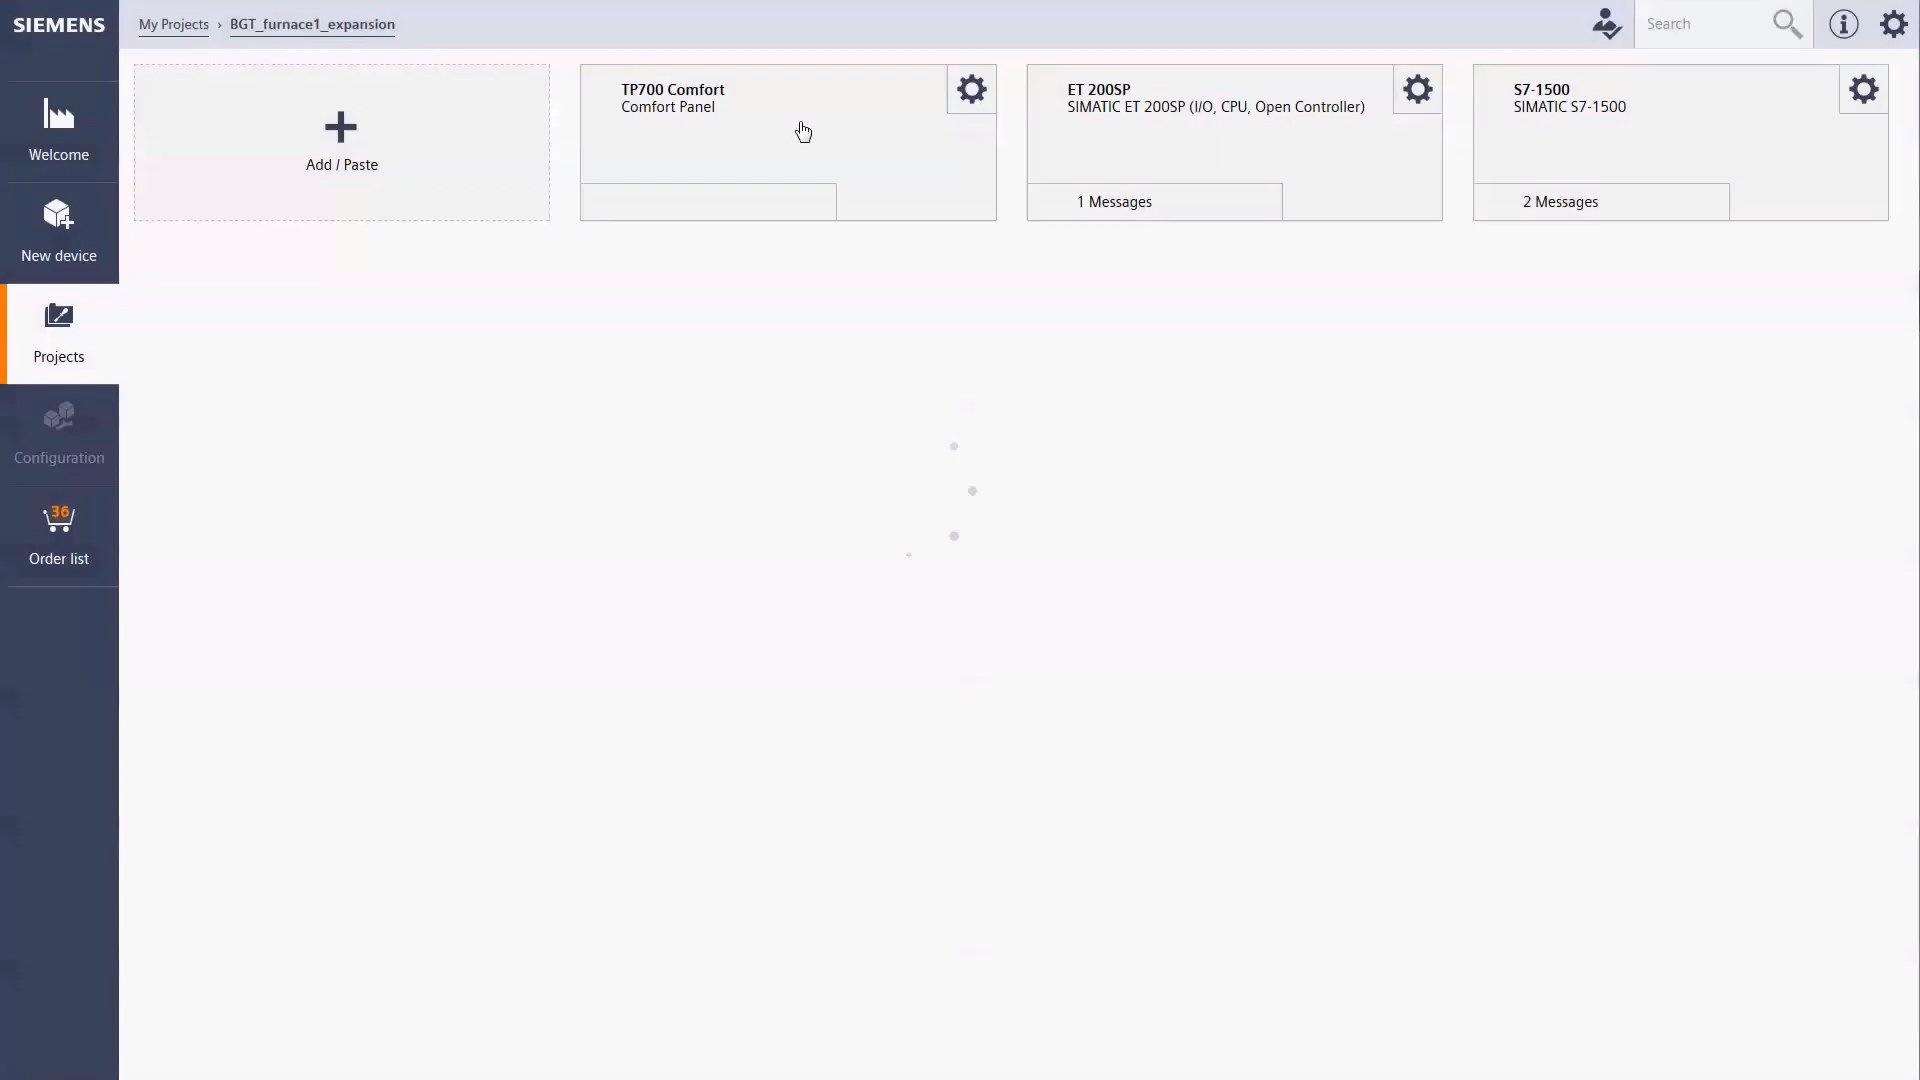 SIEMENS
My Projects › BGT_furnace1_expansion
Search
Welcome
New device
Projects
Configuration
36
Order list
Add / Paste
TP700 Comfort
Comfort Panel
ET 200SP
SIMATIC ET 200SP (I/O, CPU, Open Controller)
1 Messages
S7-1500
SIMATIC S7-1500
2 Messages